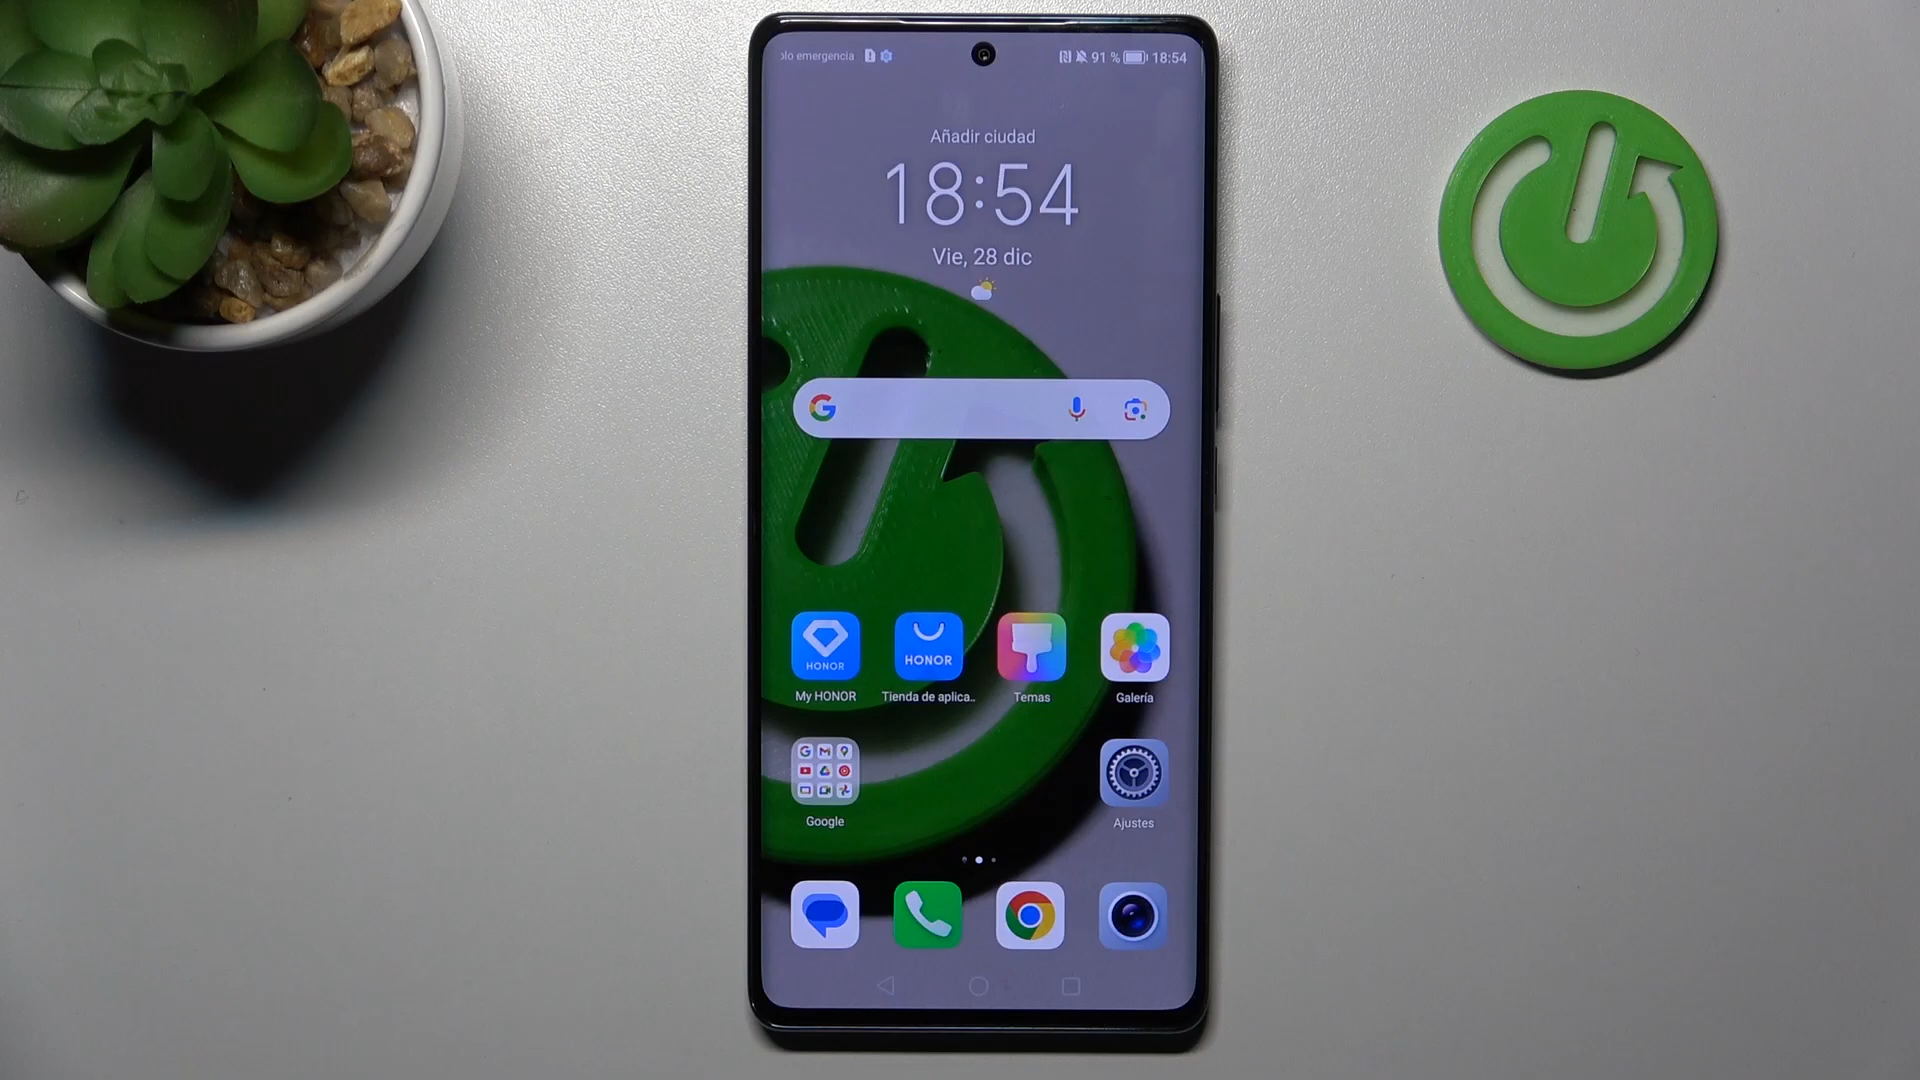 olo emergencia 91 % 18:54
Añadir ciudad
18:54
Vie, 28 dic
HONOR
HONOR
My HONOR
Tienda de aplica..
Temas
Galería
Google
Ajustes